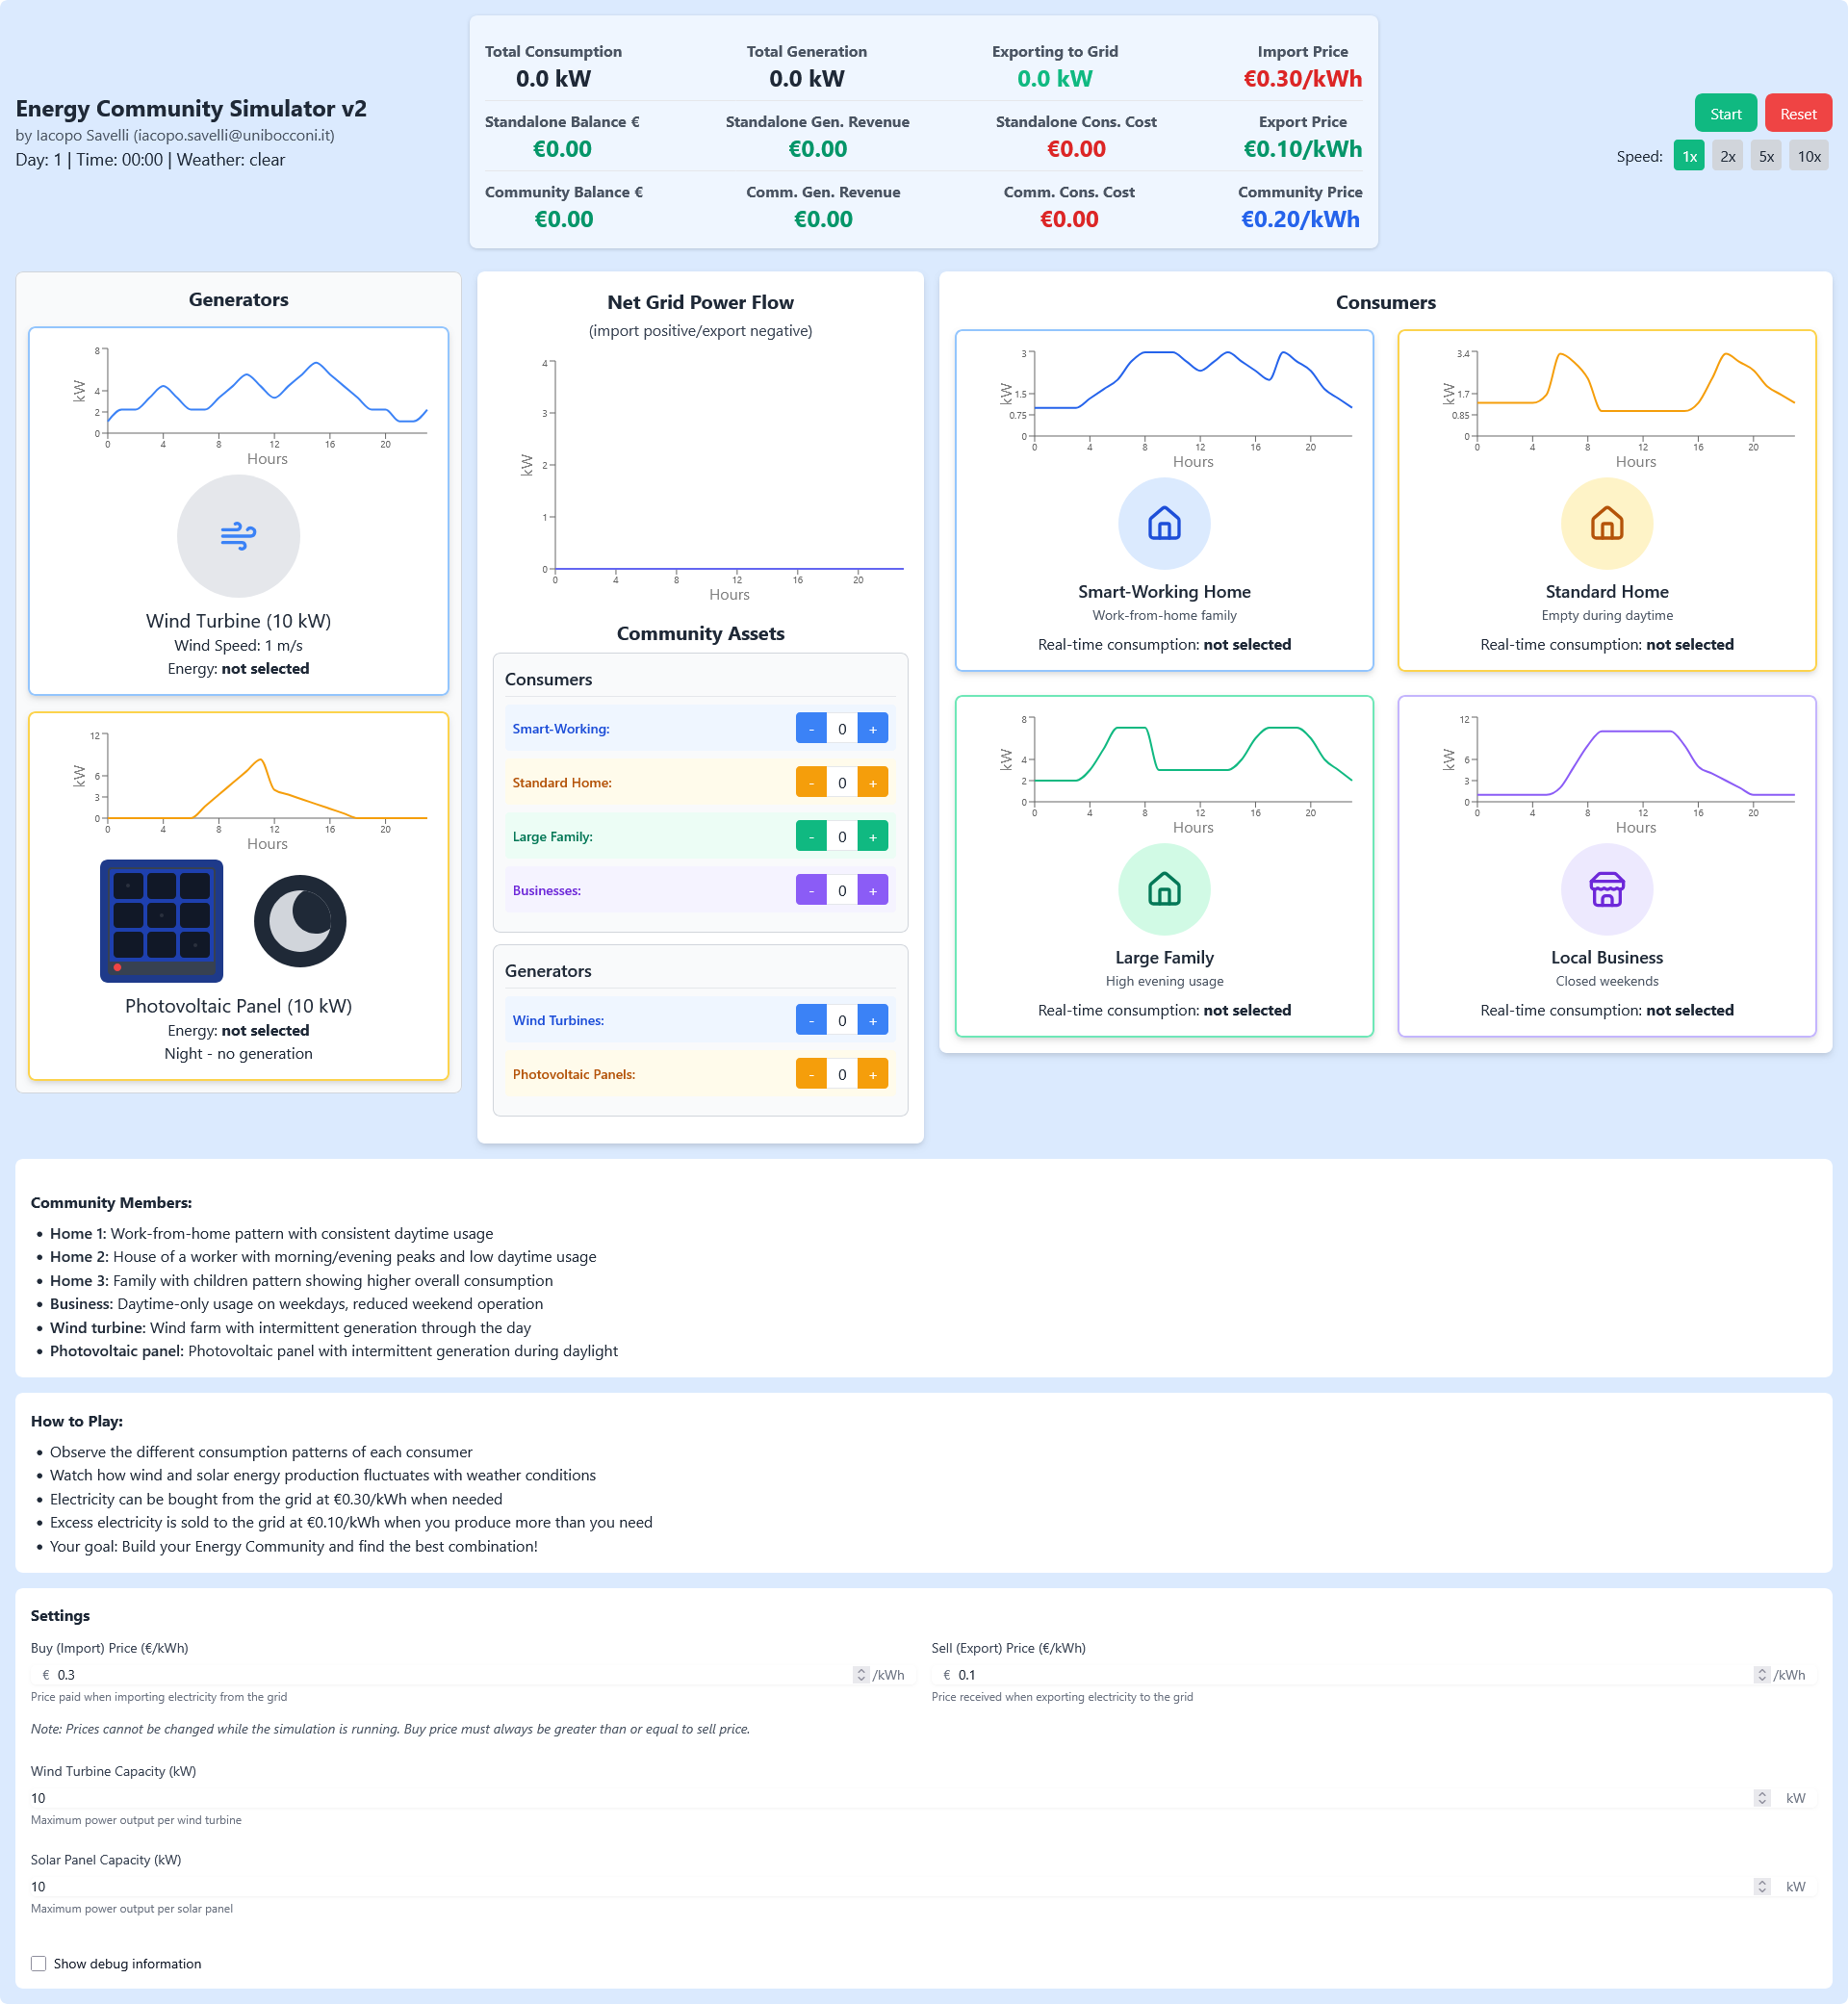 Energy Community Simulator v2
by Iacopo Savelli (iacopo.savelli@unibocconi.it)
Day: 1 | Time: 00:00 | Weather: clear
Total Consumption
0.0 kW
Total Generation
0.0 kW
Exporting to Grid
0.0 kW
Import Price
€0.30/kWh
Standalone Balance €
€0.00
Standalone Gen. Revenue
€0.00
Standalone Cons. Cost
€0.00
Export Price
€0.10/kWh
Community Balance €
€0.00
Comm. Gen. Revenue
€0.00
Comm. Cons. Cost
€0.00
Community Price
€0.20/kWh
Start
Reset
Speed: 1x 2x 5x 10x
Generators
8
4
2
0
kW
0 4 8 12 16 20
Hours
Wind Turbine (10 kW)
Wind Speed: 1 m/s
Energy: not selected
12
6
3
0
kW
0 4 8 12 16 20
Hours
Photovoltaic Panel (10 kW)
Energy: not selected
Night - no generation
Net Grid Power Flow
(import positive/export negative)
4
3
2
1
0
kW
0 4 8 12 16 20
Hours
Community Assets
Consumers
Smart-Working: - 0 +
Standard Home: - 0 +
Large Family: - 0 +
Businesses: - 0 +
Generators
Wind Turbines: - 0 +
Photovoltaic Panels: - 0 +
Consumers
3
1.5
0.75
0
kW
0 4 8 12 16 20
Hours
Smart-Working Home
Work-from-home family
Real-time consumption: not selected
3.4
1.7
0.85
0
kW
0 4 8 12 16 20
Hours
Standard Home
Empty during daytime
Real-time consumption: not selected
8
4
2
0
kW
0 4 8 12 16 20
Hours
Large Family
High evening usage
Real-time consumption: not selected
12
6
3
0
kW
0 4 8 12 16 20
Hours
Local Business
Closed weekends
Real-time consumption: not selected
Community Members:
• Home 1: Work-from-home pattern with consistent daytime usage
• Home 2: House of a worker with morning/evening peaks and low daytime usage
• Home 3: Family with children pattern showing higher overall consumption
• Business: Daytime-only usage on weekdays, reduced weekend operation
• Wind turbine: Wind farm with intermittent generation through the day
• Photovoltaic panel: Photovoltaic panel with intermittent generation during daylight
How to Play:
• Observe the different consumption patterns of each consumer
• Watch how wind and solar energy production fluctuates with weather conditions
• Electricity can be bought from the grid at €0.30/kWh when needed
• Excess electricity is sold to the grid at €0.10/kWh when you produce more than you need
• Your goal: Build your Energy Community and find the best combination!
Settings
Buy (Import) Price (€/kWh)
€ 0.3 /kWh
Price paid when importing electricity from the grid
Sell (Export) Price (€/kWh)
€ 0.1 /kWh
Price received when exporting electricity to the grid
Note: Prices cannot be changed while the simulation is running. Buy price must always be greater than or equal to sell price.
Wind Turbine Capacity (kW)
10 kW
Maximum power output per wind turbine
Solar Panel Capacity (kW)
10 kW
Maximum power output per solar panel
Show debug information